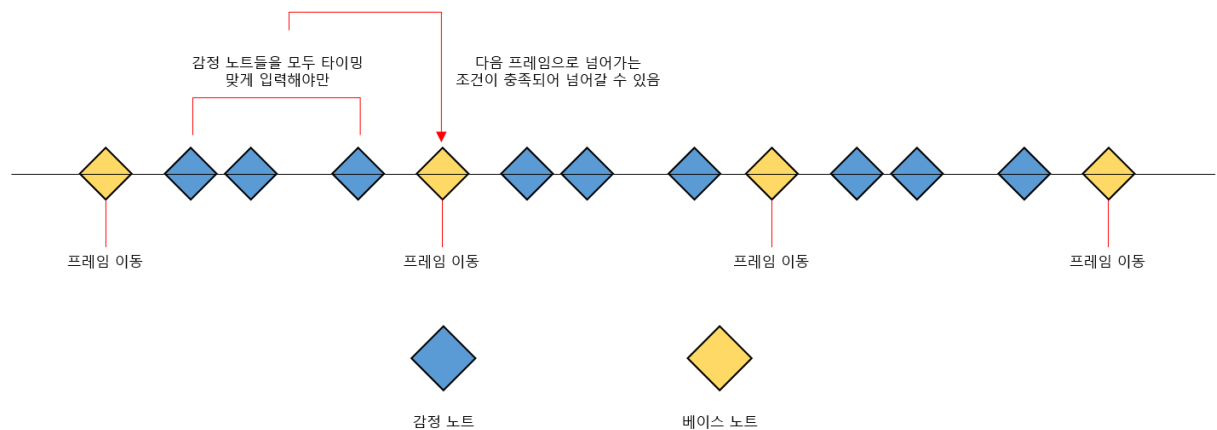 감정 노트들을 모두 타이밍
맞게 입력해야만
다음 프레임으로 넘어가는
조건이 충족되어 넘어갈 수 있음
프레임 이동
프레임 이동
프레임 이동
프레임 이동
감정 노트
베이스 노트